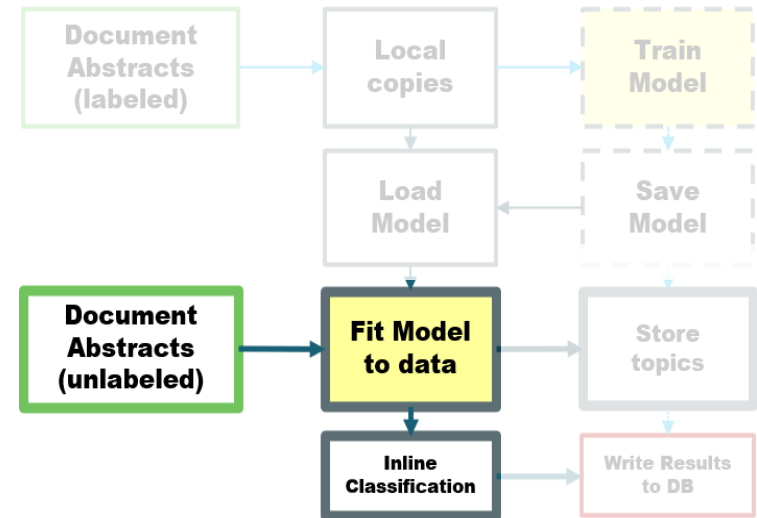 Document
Abstracts
(labeled)
Local
copies
Train
Model
Load
Model
Save
Model
Document
Abstracts
(unlabeled)
Fit Model
to data
Store
topics
Inline
Classification
Write Results
to DB